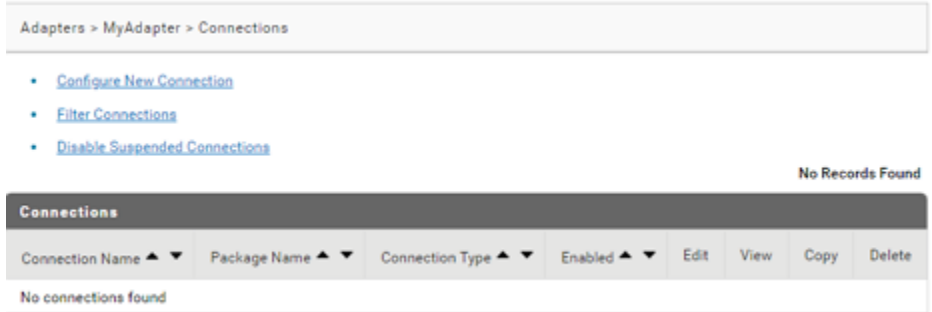 Adapters > MyAdapter > Connections
• Configure New Connection
• Filter Connections
• Disable Suspended Connections
No Records Found
Connections
Connection Name ▲ ▼ Package Name ▲ ▼ Connection Type ▲ ▼ Enabled ▲ ▼ Edit View Copy Delete
No connections found